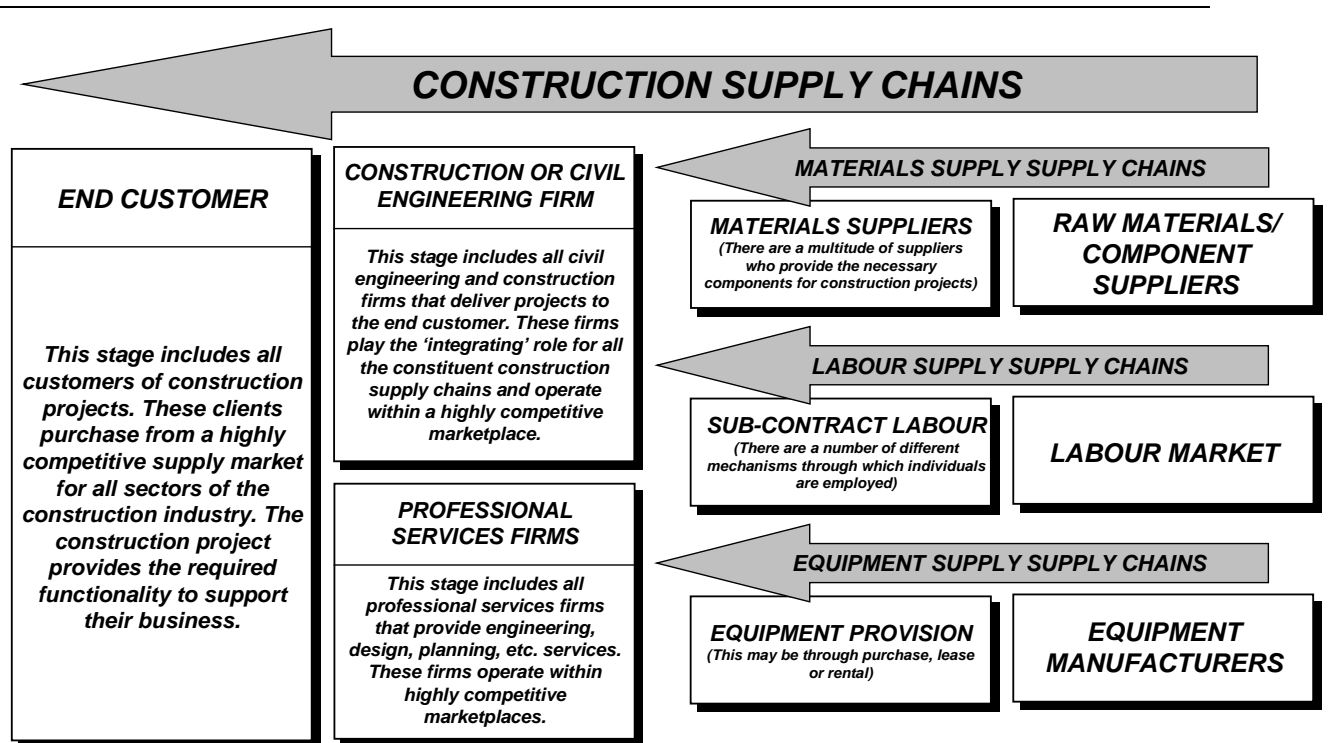 CONSTRUCTION SUPPLY CHAINS
END CUSTOMER
This stage includes all
customers of construction
projects. These clients
purchase from a highly
competitive supply market
for all sectors of the
construction industry. The
construction project
provides the required
functionality to support
their business.
CONSTRUCTION OR CIVIL
ENGINEERING FIRM
This stage includes all civil
engineering and construction
firms that deliver projects to
the end customer. These firms
play the ‘integrating’ role for all
the constituent construction
supply chains and operate
within a highly competitive
marketplace.
PROFESSIONAL
SERVICES FIRMS
This stage includes all
professional services firms
that provide engineering,
design, planning, etc. services.
These firms operate within
highly competitive
marketplaces.
MATERIALS SUPPLY SUPPLY CHAINS
MATERIALS SUPPLIERS
(There are a multitude of suppliers
who provide the necessary
components for construction projects)
RAW MATERIALS/
COMPONENT
SUPPLIERS
LABOUR SUPPLY SUPPLY CHAINS
SUB-CONTRACT LABOUR
(There are a number of different
mechanisms through which individuals
are employed)
LABOUR MARKET
EQUIPMENT SUPPLY SUPPLY CHAINS
EQUIPMENT PROVISION
(This may be through purchase, lease
or rental)
EQUIPMENT
MANUFACTURERS